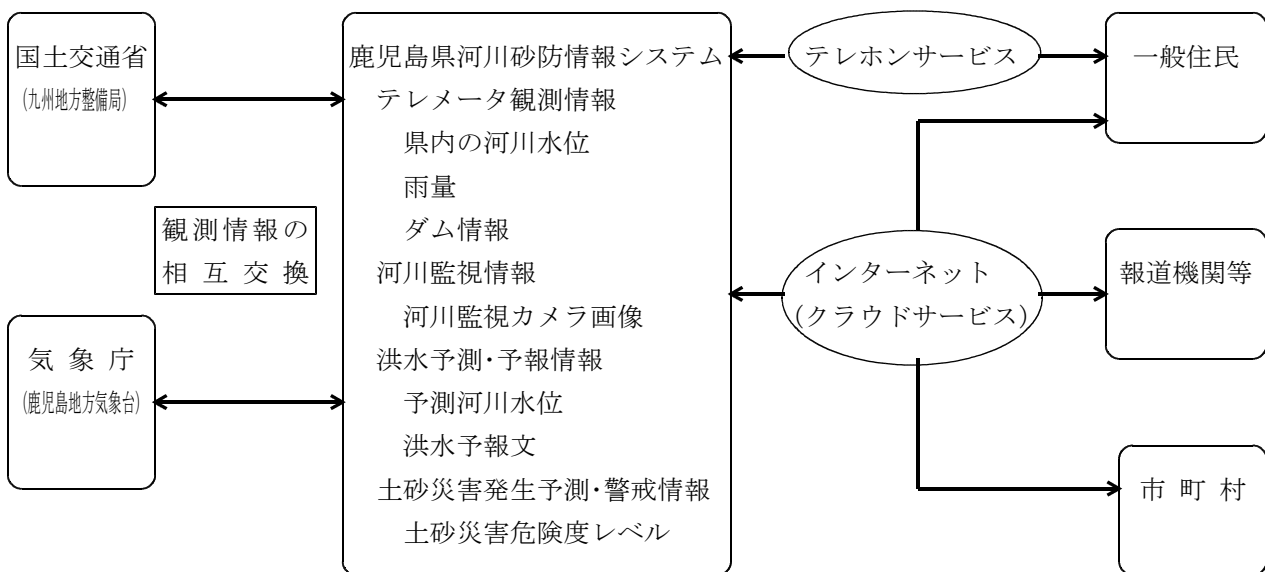 国土交通省
(九州地方整備局)
観測情報の
相互交換
気象庁
(鹿児島地方気象台)
鹿児島県河川砂防情報システム
テレメータ観測情報
県内の河川水位
雨量
ダム情報
河川監視情報
河川監視カメラ画像
洪水予測・予報情報
予測河川水位
洪水予報文
土砂災害発生予測・警戒情報
土砂災害危険度レベル
テレホンサービス
インターネット
(クラウドサービス)
一般住民
報道機関等
市町村